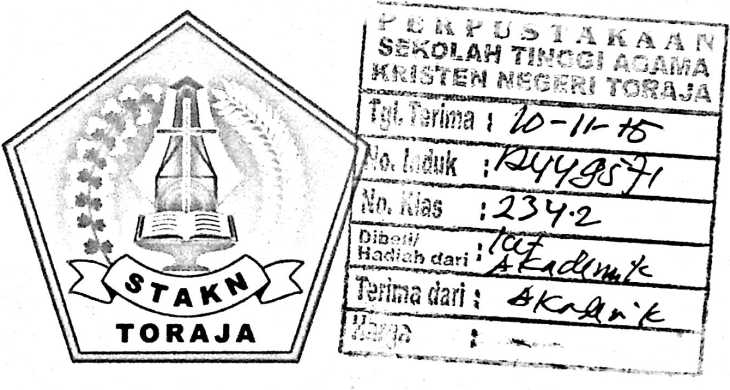 STAKN
TORAJA
PERPUSTAKAAN
SEKOLAH TINGGI AGAMA
KRISTEN NEGERI TORAJA
Tgl. Terima : 10-11-15
No. Induk :
No. Klas : 234.2
Dibeli/
Hadiah dari : Akademik
Terima dari : Akademik
Harga :